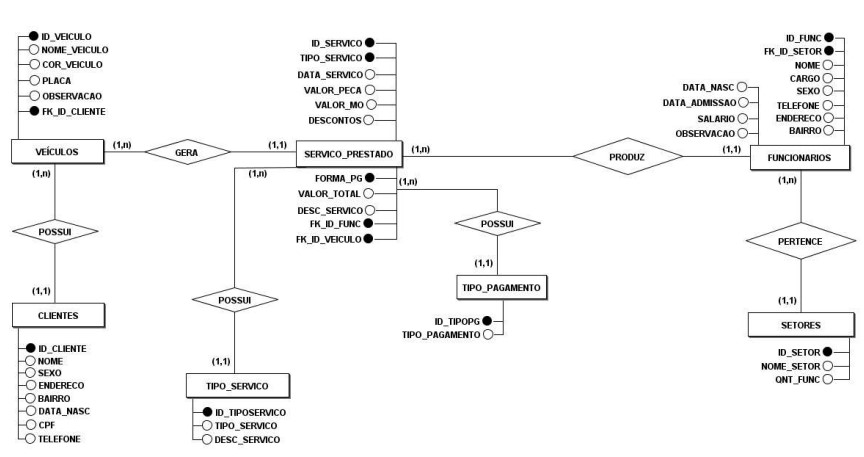 ID_VEICULO
NOME_VEICULO
COR_VEICULO
PLACA
OBSERVACAO
FK_ID_CLIENTE
VEÍCULOS
(1,n)
GERA
(1,1)
(1,n)
POSSUI
(1,1)
CLIENTES
ID_CLIENTE
NOME
SEXO
ENDERECO
BAIRRO
DATA_NASC
CPF
TELEFONE
ID_SERVICO
TIPO_SERVICO
DATA_SERVICO
VALOR_PECA
VALOR_MO
DESCONTOS
SERVICO_PRESTADO
FORMA_PG
VALOR_TOTAL
DESC_SERVICO
FK_ID_FUNC
FK_ID_VEICULO
(1,n)
POSSUI
(1,1)
TIPO_SERVICO
ID_TIPOSERVICO
TIPO_SERVICO
DESC_SERVICO
(1,n)
POSSUI
(1,1)
TIPO_PAGAMENTO
ID_TIPOPG
TIPO_PAGAMENTO
(1,n)
PRODUZ
(1,1)
ID_FUNC
FK_ID_SETOR
NOME
CARGO
SEXO
TELEFONE
ENDERECO
BAIRRO
DATA_NASC
DATA_ADMISSAO
SALARIO
OBSERVACAO
FUNCIONARIOS
(1,n)
PERTENCE
(1,1)
SETORES
ID_SETOR
NOME_SETOR
QNT_FUNC